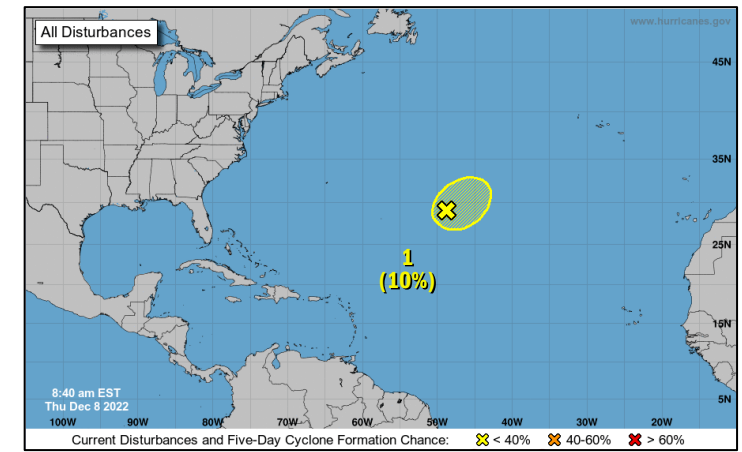 All Disturbances
www.hurricanes.gov
45N
35N
25N
1
(10%)
15N
8:40 am EST
Thu Dec 8 2022
5N
100W 90W 80W 70W 60W 50W 40W 30W 20W
Current Disturbances and Five-Day Cyclone Formation Chance: < 40% 40-60% > 60%